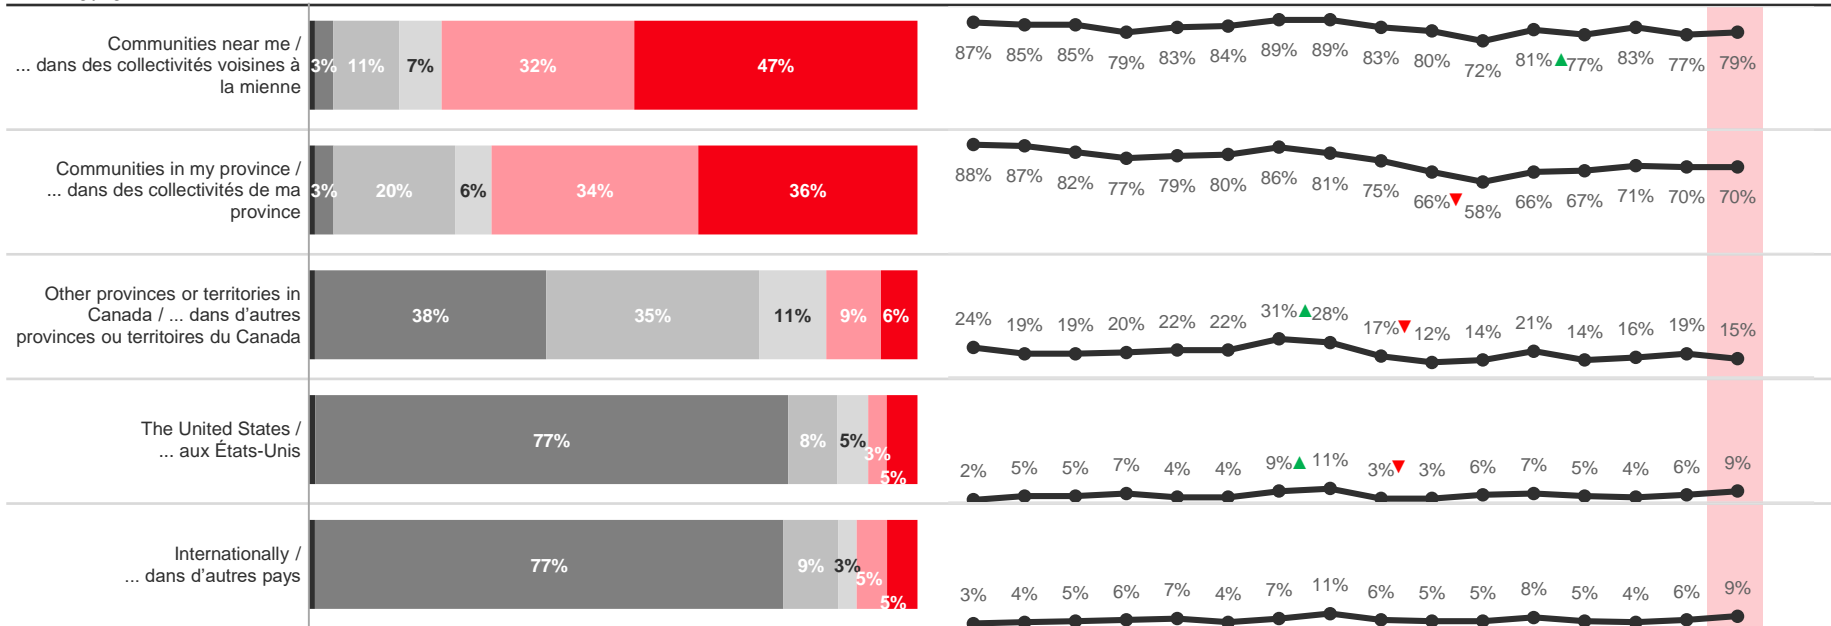 Communities near me /
... dans des collectivités voisines à
la mienne
3% 11% 7% 32% 47%
87% 85% 85% 79% 83% 84% 89% 89% 83% 80% 72% 81%▲77% 83% 77% 79%
Communities in my province /
... dans des collectivités de ma
province
3% 20% 6% 34% 36%
88% 87% 82% 77% 79% 80% 86% 81% 75% 66%▼58% 66% 67% 71% 70% 70%
Other provinces or territories in
Canada / ... dans d’autres
provinces ou territoires du Canada
38% 35% 11% 9% 6%
24% 19% 19% 20% 22% 22% 31%▲28% 17%▼12% 14% 21% 14% 16% 19% 15%
The United States /
... aux États-Unis
77% 8% 5% 3% 5%
2% 5% 5% 7% 4% 4% 9%▲11% 3%▼3% 6% 7% 5% 4% 6% 9%
Internationally /
... dans d'autres pays
77% 9% 3% 5% 5%
3% 4% 5% 6% 7% 4% 7% 11% 6% 5% 5% 8% 5% 4% 6% 9%